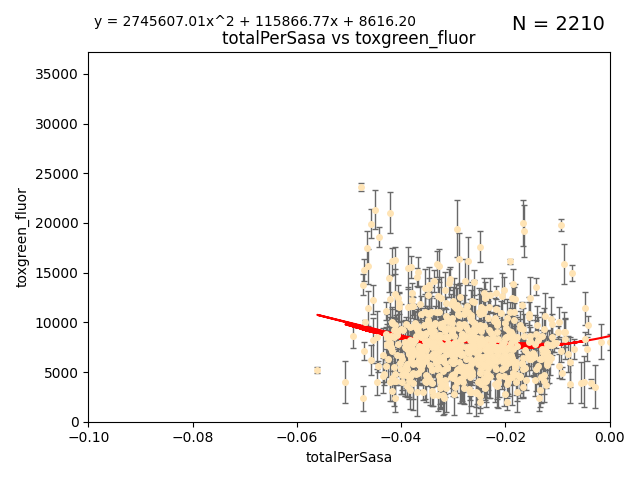 y = 2745607.01x^2 + 115866.77x + 8616.20
N = 2210
totalPerSasa vs toxgreen_fluor
toxgreen_fluor
35000
30000
25000
20000
15000
10000
5000
0
−0.10
−0.08
−0.06
−0.04
−0.02
0.00
totalPerSasa